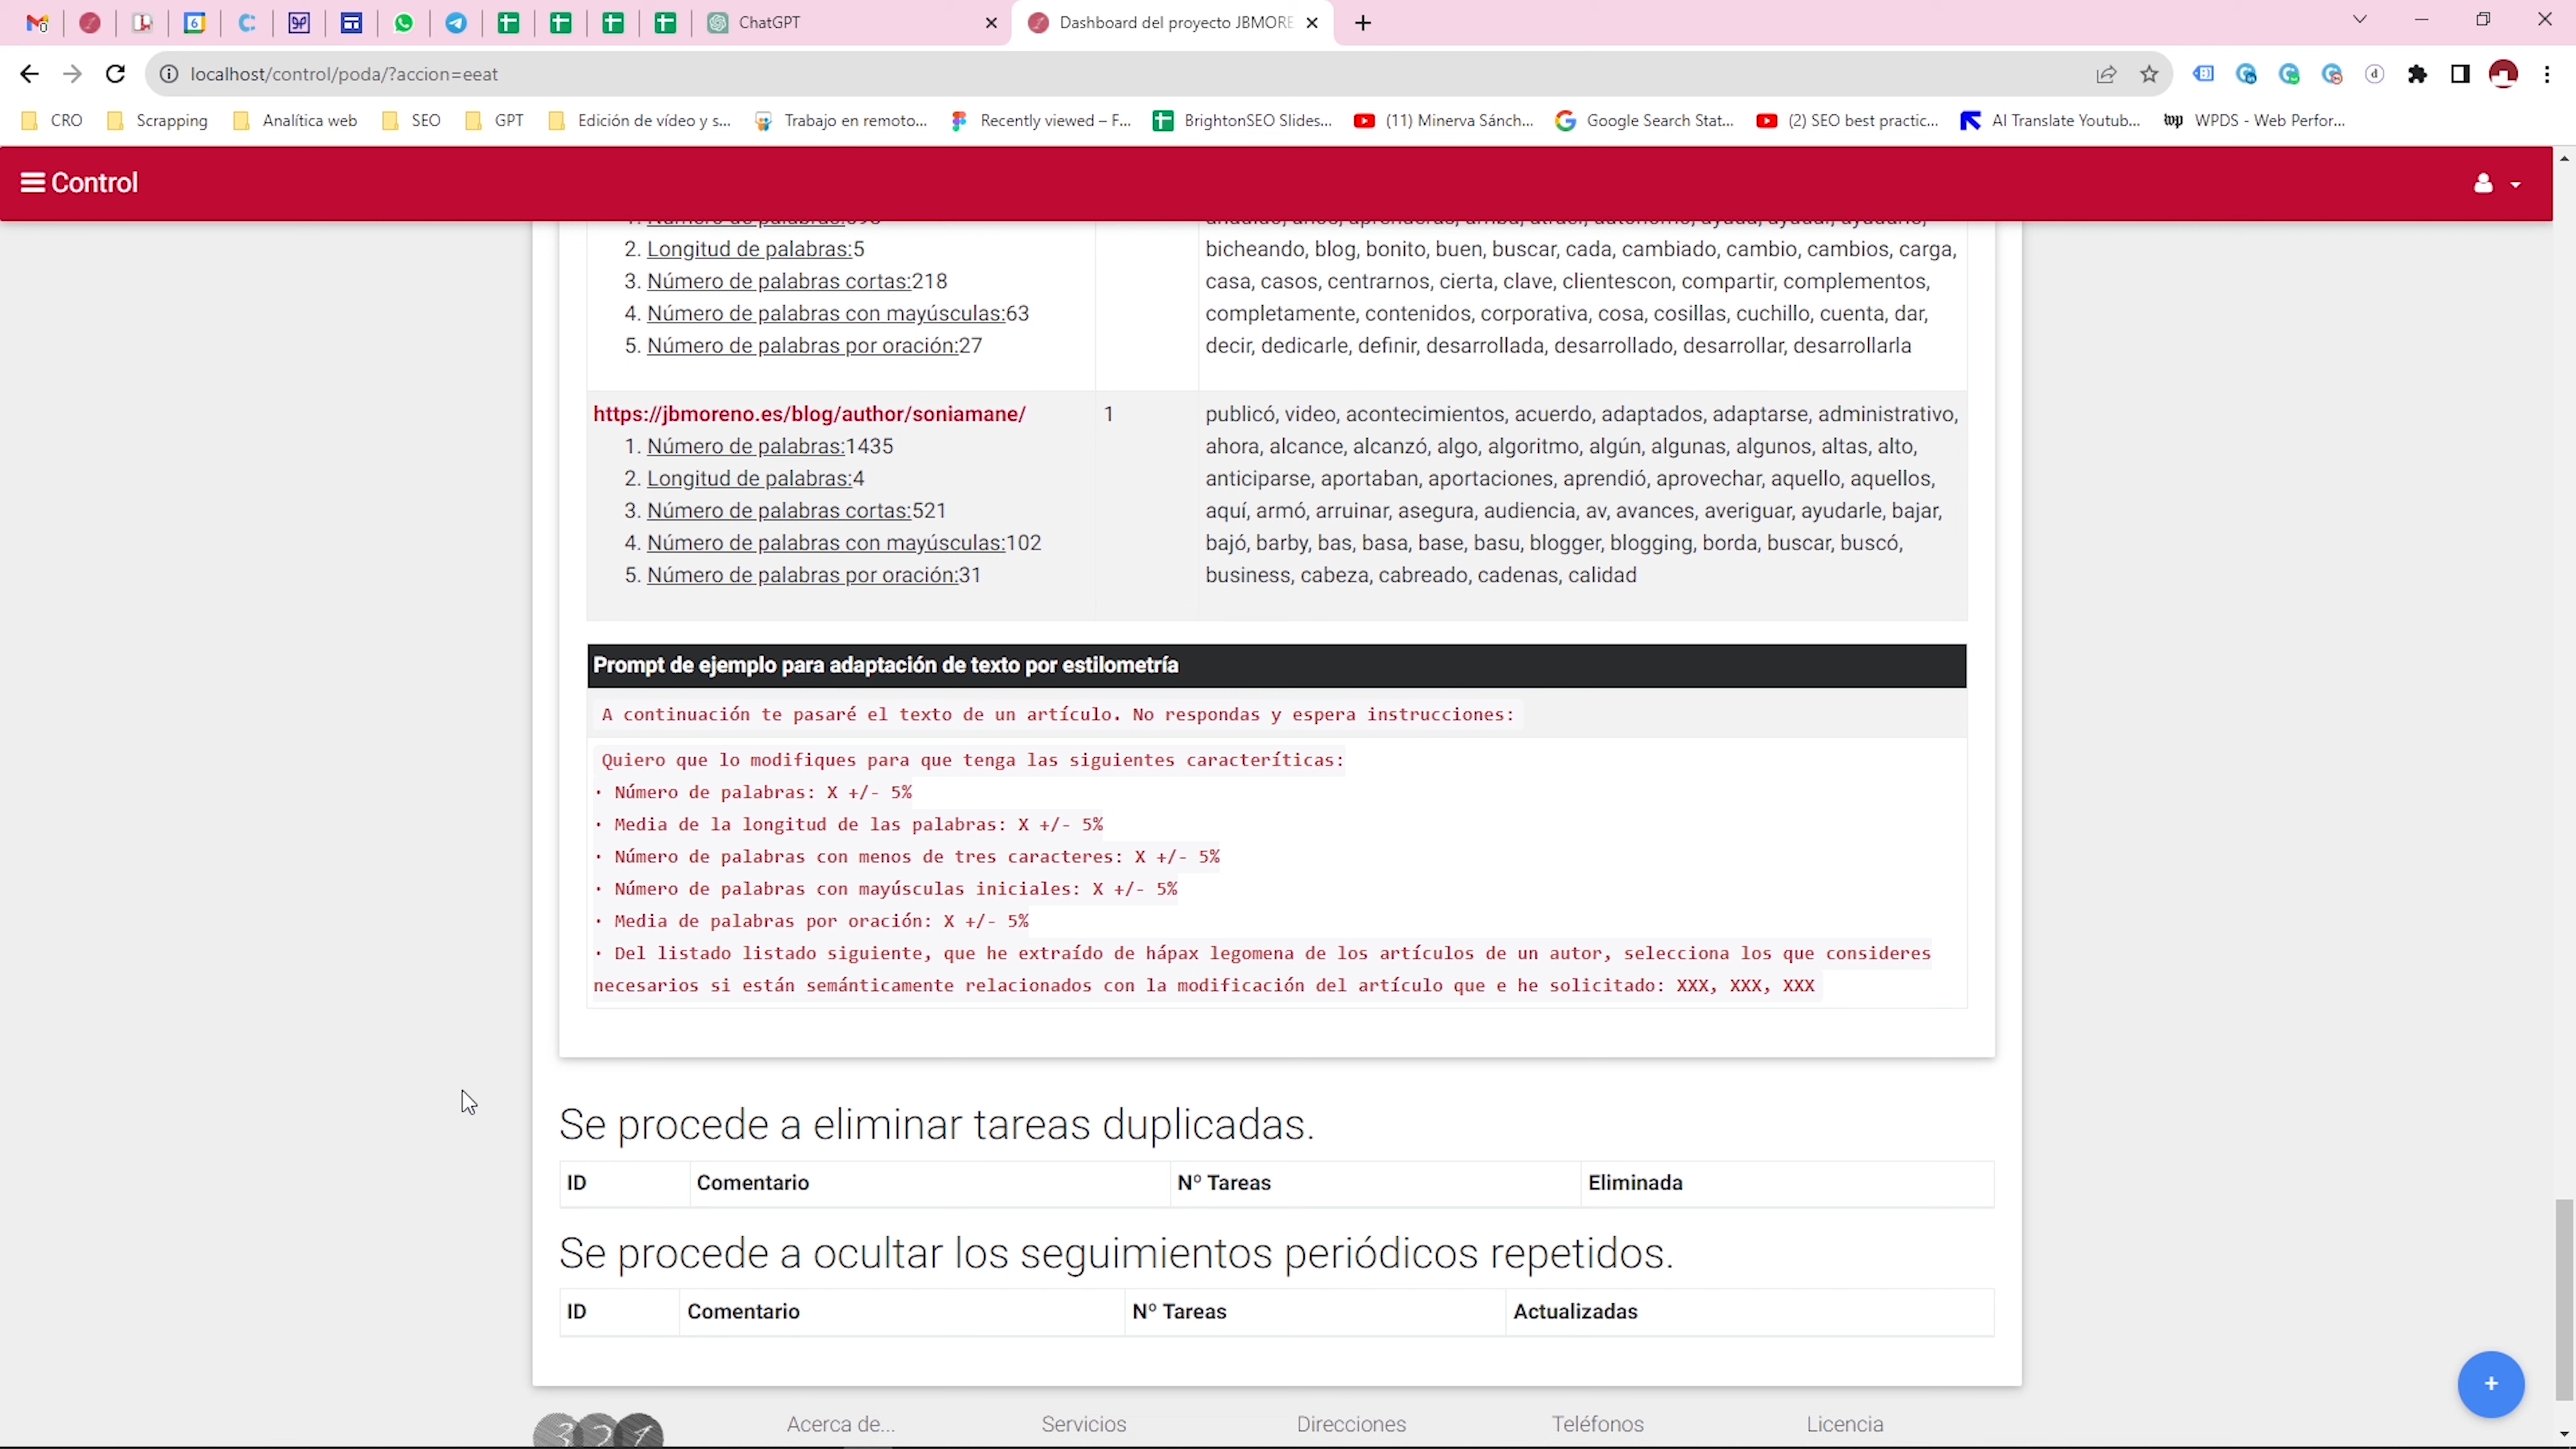 ChatGPT
Dashboard del proyecto JBMORE
localhost/control/poda/?accion=eeat
CRO
Scrapping
Analítica web
SEO
GPT
Edición de vídeo y s...
Trabajo en remoto...
Recently viewed – F...
BrightonSEO Slides...
(11) Minerva Sánch...
Google Search Stat...
(2) SEO best practic...
AI Translate Youtub...
WPDS - Web Perfor...
Control
2. Longitud de palabras:5
3. Número de palabras cortas:218
4. Número de palabras con mayúsculas:63
5. Número de palabras por oración:27
bicheando, blog, bonito, buen, buscar, cada, cambiado, cambio, cambios, carga,
casa, casos, centrarnos, cierta, clave, clientescon, compartir, complementos,
completamente, contenidos, corporativa, cosa, cosillas, cuchillo, cuenta, dar,
decir, dedicarle, definir, desarrollada, desarrollado, desarrollar, desarrollarla
https://jbmoreno.es/blog/author/soniamane/
1. Número de palabras:1435
2. Longitud de palabras:4
3. Número de palabras cortas:521
4. Número de palabras con mayúsculas:102
5. Número de palabras por oración:31
1
publicó, video, acontecimientos, acuerdo, adaptados, adaptarse, administrativo,
ahora, alcance, alcanzó, algo, algoritmo, algún, algunas, algunos, altas, alto,
anticiparse, aportaban, aportaciones, aprendió, aprovechar, aquello, aquellos,
aquí, armó, arruinar, asegura, audiencia, av, avances, averiguar, ayudarle, bajar,
bajó, barby, bas, basa, base, basu, blogger, blogging, borda, buscar, buscó,
business, cabeza, cabreado, cadenas, calidad
Prompt de ejemplo para adaptación de texto por estilometría
A continuación te pasaré el texto de un artículo. No respondas y espera instrucciones:
Quiero que lo modifiques para que tenga las siguientes caracteríticas:
· Número de palabras: X +/- 5%
· Media de la longitud de las palabras: X +/- 5%
· Número de palabras con menos de tres caracteres: X +/- 5%
· Número de palabras con mayúsculas iniciales: X +/- 5%
· Media de palabras por oración: X +/- 5%
· Del listado listado siguiente, que he extraído de hápax legomena de los artículos de un autor, selecciona los que consideres
necesarios si están semánticamente relacionados con la modificación del artículo que e he solicitado: XXX, XXX, XXX
Se procede a eliminar tareas duplicadas.
ID Comentario Nº Tareas Eliminada
Se procede a ocultar los seguimientos periódicos repetidos.
ID Comentario Nº Tareas Actualizadas
+
321
Acerca de... Servicios Direcciones Teléfonos Licencia